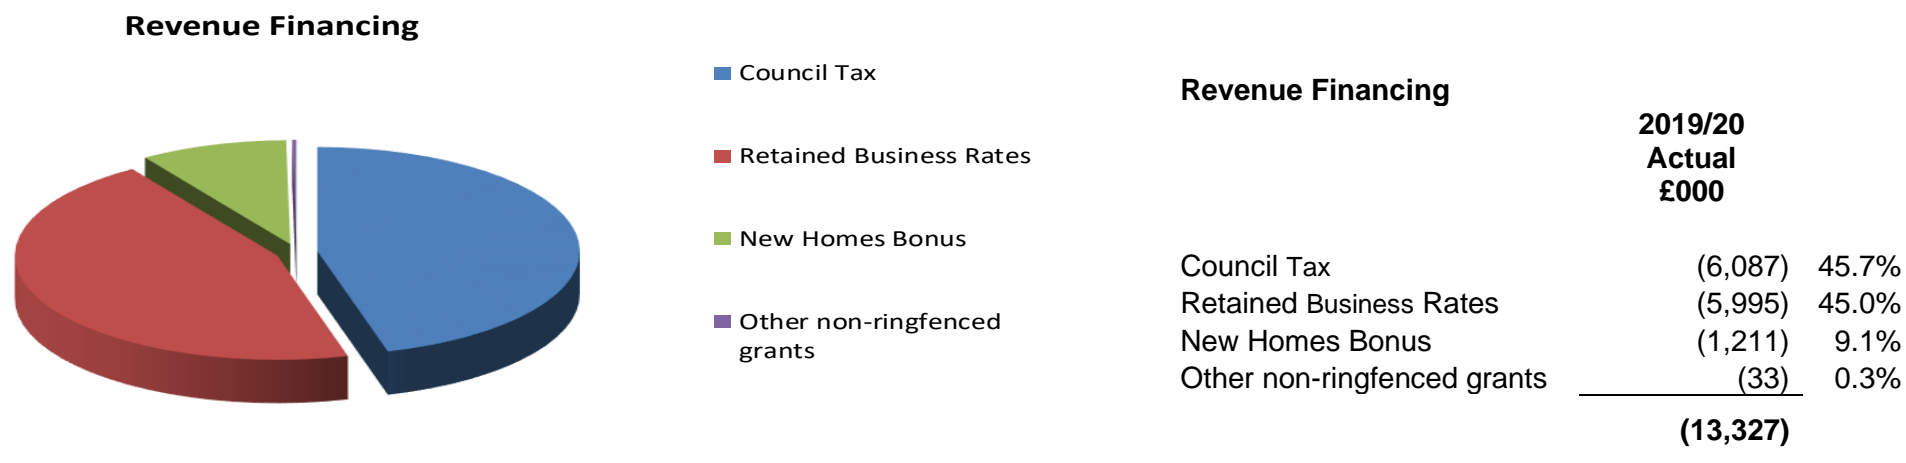 Revenue Financing
Council Tax
Retained Business Rates
New Homes Bonus
Other non-ringfenced
grants
Revenue Financing
2019/20
Actual
£000
Council Tax (6,087) 45.7%
Retained Business Rates (5,995) 45.0%
New Homes Bonus (1,211) 9.1%
Other non-ringfenced grants (33) 0.3%
(13,327)